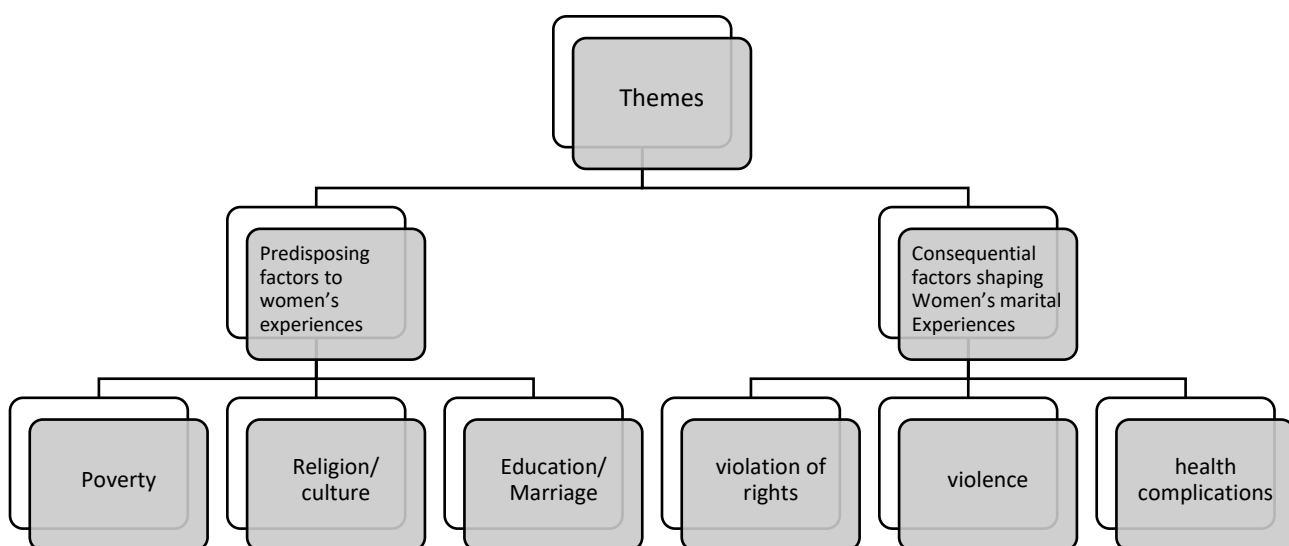 Themes
Predisposing
factors to
women’s
experiences
Consequential
factors shaping
Women’s marital
Experiences
Poverty
Religion/
culture
Education/
Marriage
violation of
rights
violence
health
complications